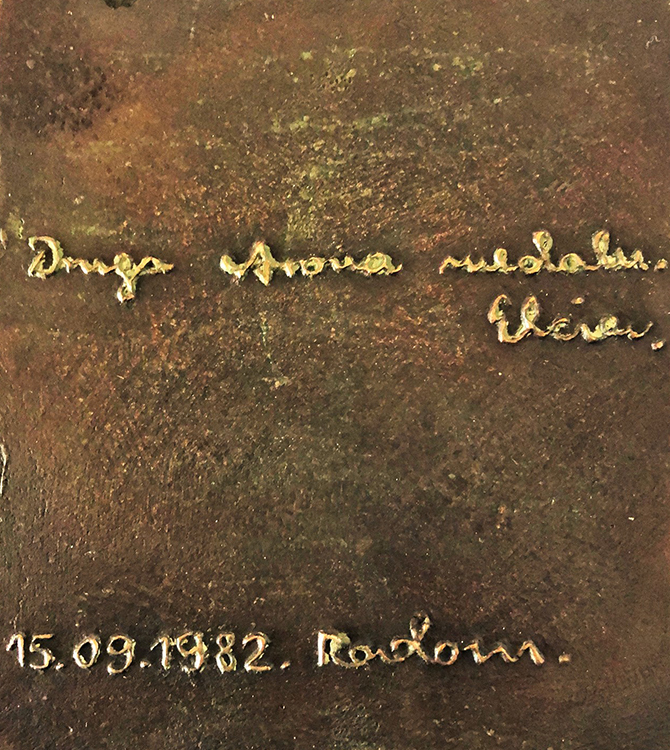 Druga strona medalu.
15.09.1982. Radom.